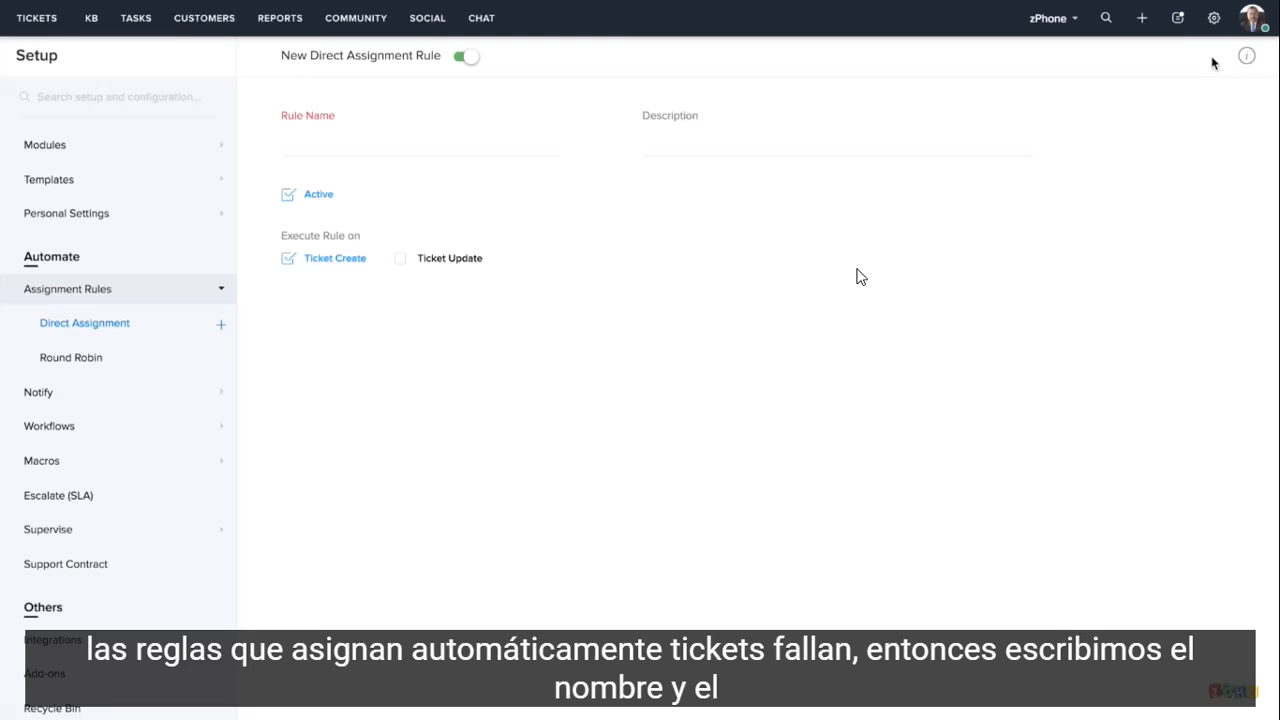 TICKETS KB TASKS CUSTOMERS REPORTS COMMUNITY SOCIAL CHAT zPhone
Setup
New Direct Assignment Rule
Search setup and configuration...
Rule Name
Description
Modules
Templates
Active
Personal Settings
Execute Rule on
Ticket Create
Ticket Update
Automate
Assignment Rules
Direct Assignment
Round Robin
Notify
Workflows
Macros
Escalate (SLA)
Supervise
Support Contract
Others
Integrations
las reglas que asignan automáticamente tickets fallan, entonces escribimos el
nombre y el
Add-ons
ZOHO
Recycle Bin